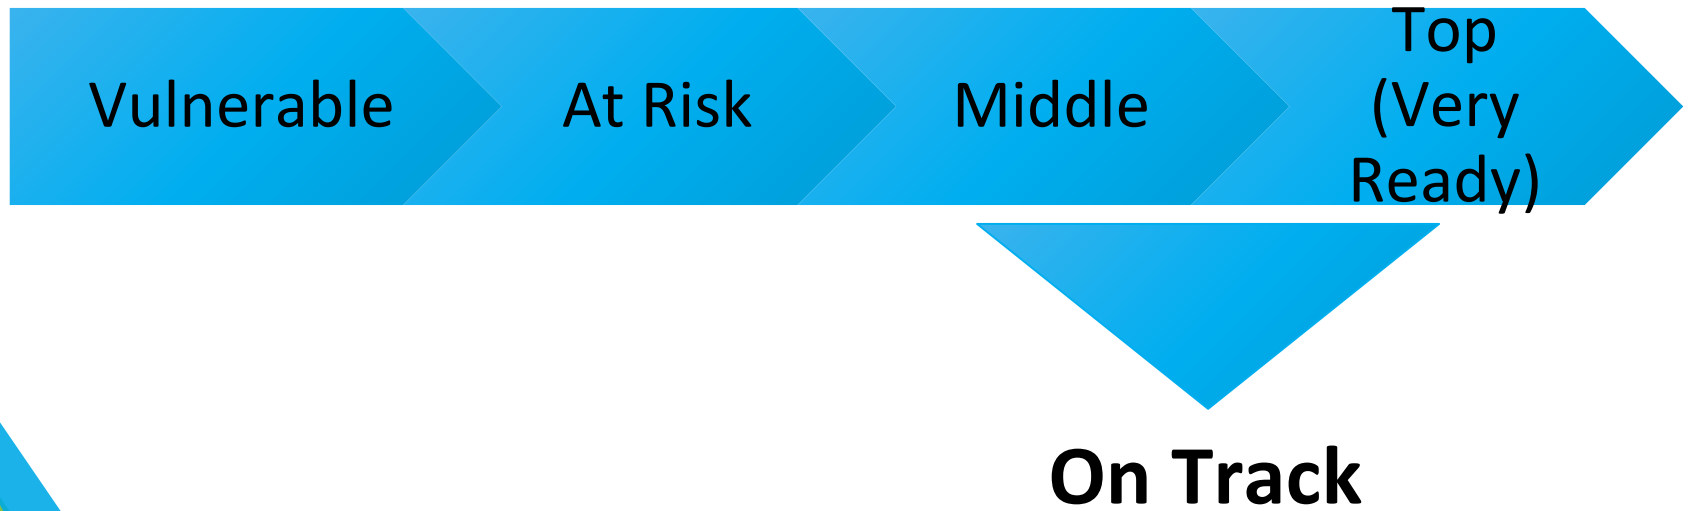 Vulnerable
At Risk
Middle
Top
(Very
Ready)
On Track